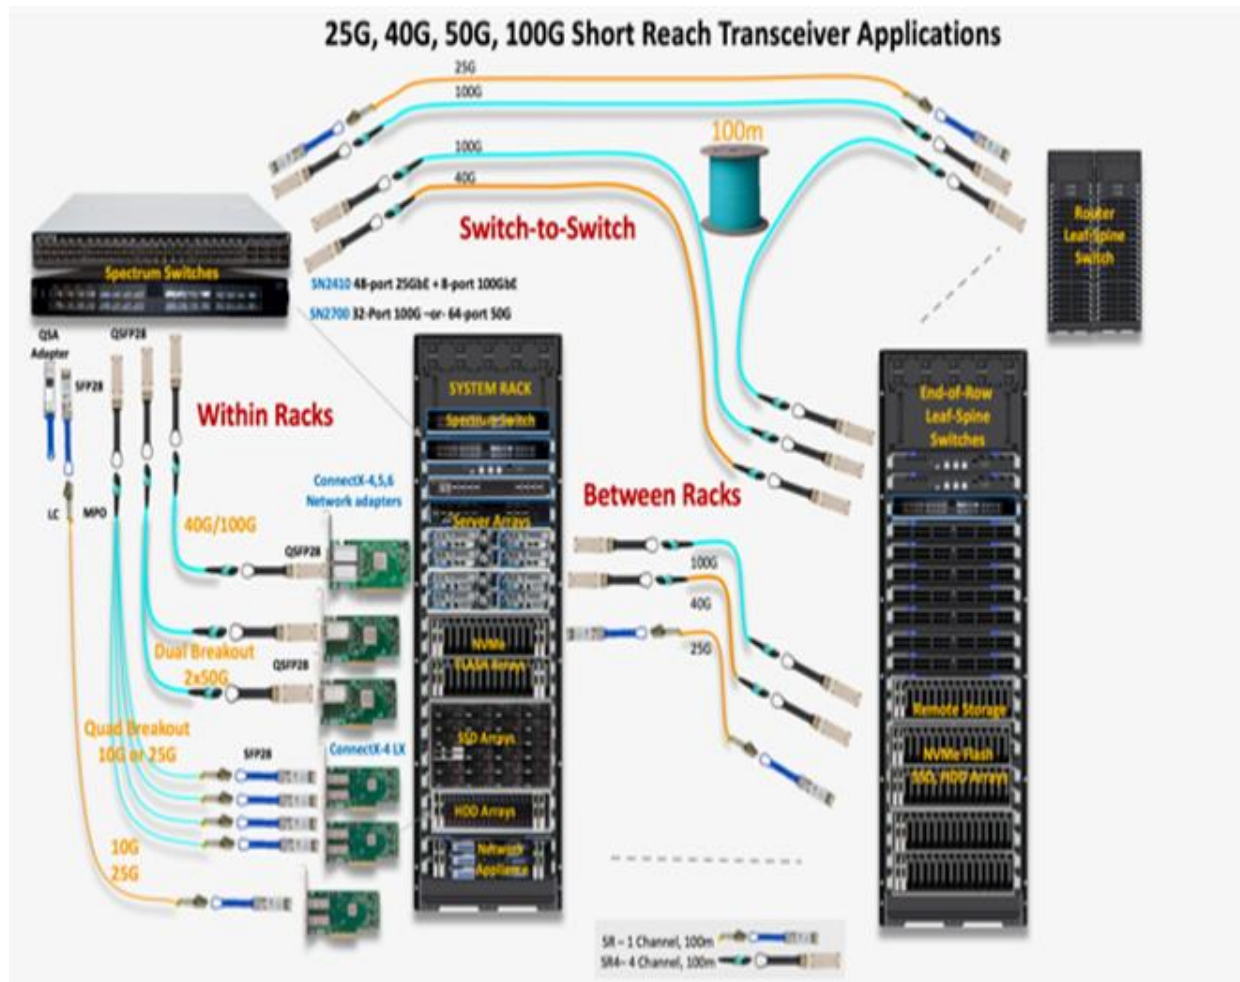 25G, 40G, 50G, 100G Short Reach Transceiver Applications
25G
100G
100m
100G
40G
Switch-to-Switch
Router
Leaf-Spine
Switch
Spectrum Switches
SN2410 48-port 25GbE + 8-port 100GbE
SN2700 32-Port 100G –or- 64-port 50G
QSA
Adapter
QSFP28
SFP28
Within Racks
SYSTEM RACK
Spectrum Switch
End-of-Row
Leaf-Spine
Switches
ConnectX-4,5,6
Network adapters
Between Racks
LC
MPO
40G/100G
Server Arrays
QSFP28
100G
40G
25G
Dual Breakout
2x50G
QSFP28
NVMe
FLASH Arrays
Quad Breakout
10G or 25G
SFP28
ConnectX-4 LX
SSD Arrays
Remote Storage
NVMe Flash
SSD, HDD Arrays
HDD Arrays
10G
25G
Network
Appliance
SR – 1 Channel, 100m
SR4– 4 Channel, 100m